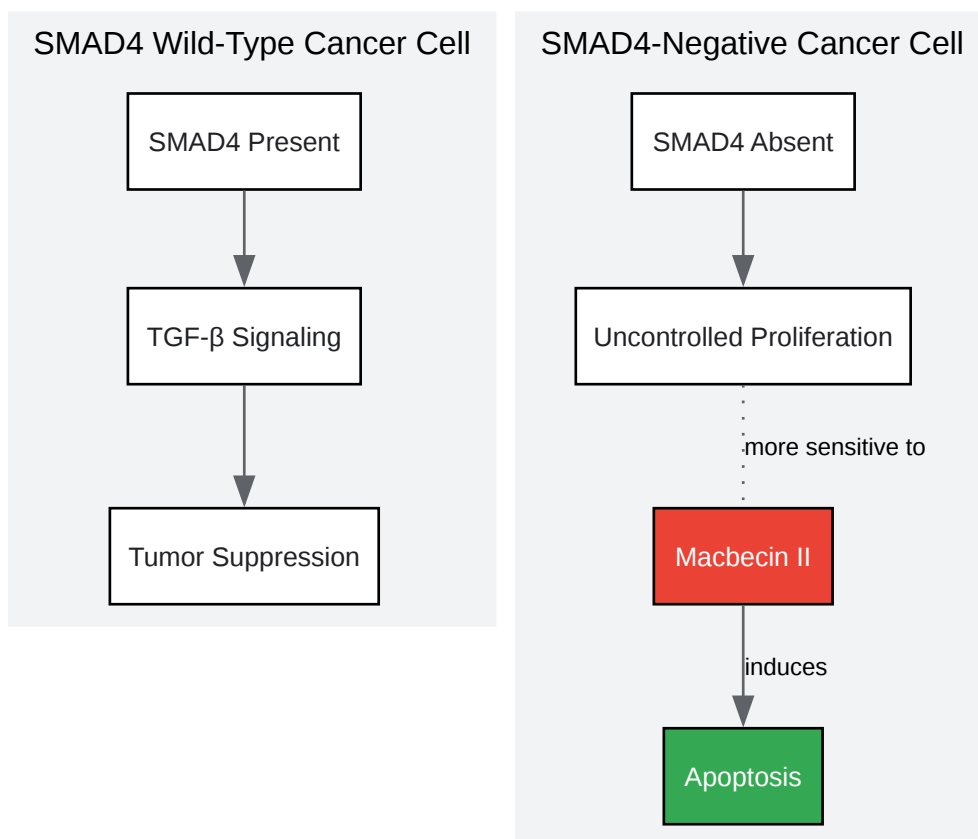 SMAD4 Wild-Type Cancer Cell
SMAD4 Present
TGF-β Signaling
Tumor Suppression
SMAD4-Negative Cancer Cell
SMAD4 Absent
Uncontrolled Proliferation
more sensitive to
Macbecin II
induces
Apoptosis